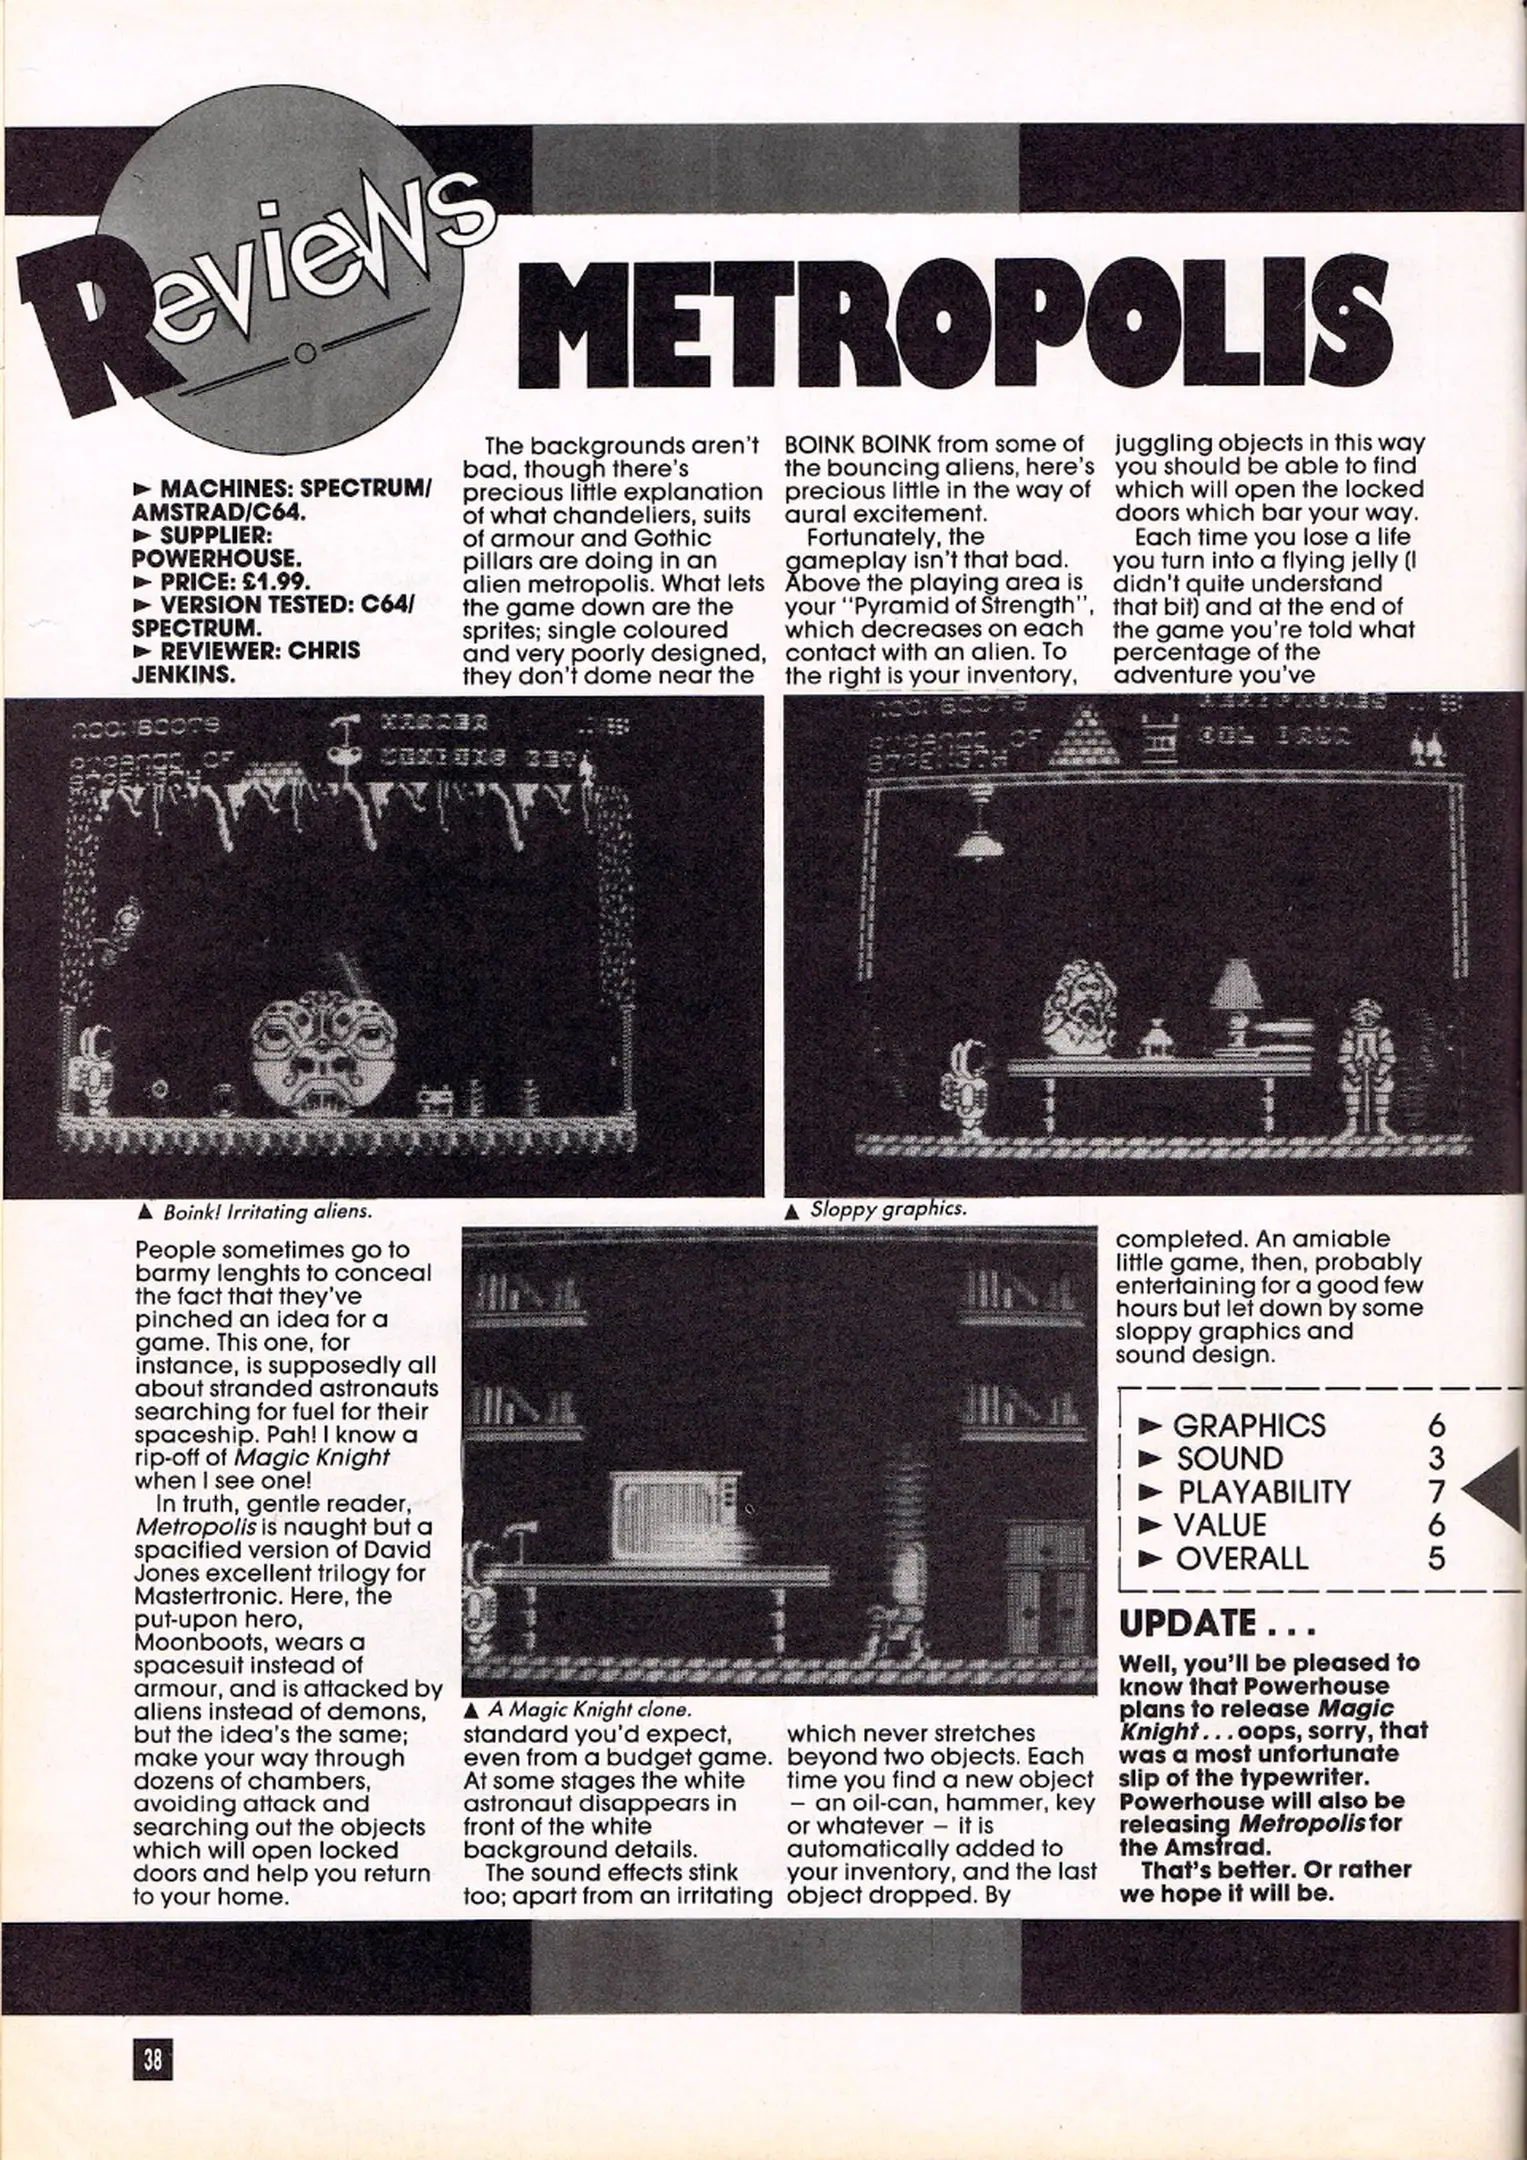 Reviews
METROPOLIS
► MACHINES: SPECTRUM/
AMSTRAD/C64.
► SUPPLIER:
POWERHOUSE.
► PRICE: £1.99.
► VERSION TESTED: C64/
SPECTRUM.
► REVIEWER: CHRIS
JENKINS.
▲ Boink! Irritating aliens.
People sometimes go to
barmy lenghts to conceal
the fact that they've
pinched an idea for a
game. This one, for
instance, is supposedly all
about stranded astronauts
searching for fuel for their
spaceship. Pah! I know a
rip-off of Magic Knight
when I see one!
In truth, gentle reader,
Metropolis is naught but a
spacified version of David
Jones excellent trilogy for
Mastertronic. Here, the
put-upon hero,
Moonboots, wears a
spacesuit instead of
armour, and is attacked by
aliens instead of demons,
but the idea's the same;
make your way through
dozens of chambers,
avoiding attack and
searching out the objects
which will open locked
doors and help you return
to your home.
The backgrounds aren't
bad, though there's
precious little explanation
of what chandeliers, suits
of armour and Gothic
pillars are doing in an
alien metropolis. What lets
the game down are the
sprites; single coloured
and very poorly designed,
they don't dome near the
▲ A Magic Knight clone.
standard you'd expect,
even from a budget game.
At some stages the white
astronaut disappears in
front of the white
background details.
The sound effects stink
too; apart from an irritating
BOINK BOINK from some of
the bouncing aliens, here's
precious little in the way of
aural excitement.
Fortunately, the
gameplay isn't that bad.
Above the playing area is
your "Pyramid of Strength",
which decreases on each
contact with an alien. To
the right is your inventory,
MOONBOOTS
STRENGTH
▲ Sloppy graphics.
which never stretches
beyond two objects. Each
time you find a new object
– an oil-can, hammer, key
or whatever – it is
automatically added to
your inventory, and the last
object dropped. By
juggling objects in this way
you should be able to find
which will open the locked
doors which bar your way.
Each time you lose a life
you turn into a flying jelly (I
didn't quite understand
that bit) and at the end of
the game you're told what
percentage of the
adventure you've
completed. An amiable
little game, then, probably
entertaining for a good few
hours but let down by some
sloppy graphics and
sound design.
► GRAPHICS 6
► SOUND 3
► PLAYABILITY 7
► VALUE 6
► OVERALL 5
UPDATE . . .
Well, you'll be pleased to
know that Powerhouse
plans to release Magic
Knight . . . oops, sorry, that
was a most unfortunate
slip of the typewriter.
Powerhouse will also be
releasing Metropolis for
the Amstrad.
That's better. Or rather
we hope it will be.
38